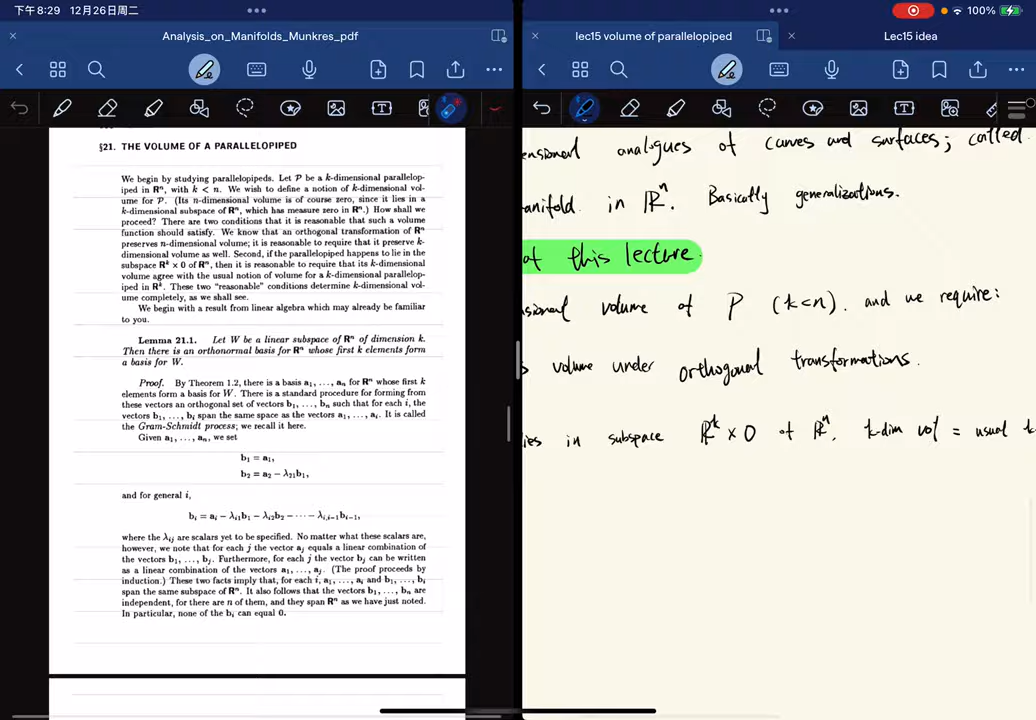 下午8:29 12月26日周二
100%
Analysis_on_Manifolds_Munkres_pdf
lec15 volume of parallelopiped
Lec15 idea
§21. THE VOLUME OF A PARALLELOPIPED
We begin by studying parallelopipeds. Let P be a k-dimensional parallelop-
iped in Rⁿ, with k < n. We wish to define a notion of k-dimensional vol-
ume for P. (Its n-dimensional volume is of course zero, since it lies in a
k-dimensional subspace of Rⁿ, which has measure zero in Rⁿ.) How shall we
proceed? There are two conditions that it is reasonable that such a volume
function should satisfy. We know that an orthogonal transformation of Rⁿ
preserves n-dimensional volume; it is reasonable to require that it preserve k-
dimensional volume as well. Second, if the parallelopiped happens to lie in the
subspace Rᵏ × 0 of Rⁿ, then it is reasonable to require that its k-dimensional
volume agree with the usual notion of volume for a k-dimensional parallelop-
iped in Rᵏ. These two "reasonable" conditions determine k-dimensional vol-
ume completely, as we shall see.
We begin with a result from linear algebra which may already be familiar
to you.
Lemma 21.1. Let W be a linear subspace of Rⁿ of dimension k.
Then there is an orthonormal basis for Rⁿ whose first k elements form
a basis for W.
Proof. By Theorem 1.2, there is a basis a₁, ..., aₙ for Rⁿ whose first k
elements form a basis for W. There is a standard procedure for forming from
these vectors an orthogonal set of vectors b₁, ..., bₙ such that for each i, the
vectors b₁, ..., bᵢ span the same space as the vectors a₁, ..., aᵢ. It is called
the Gram-Schmidt process; we recall it here.
Given a₁, ..., aₙ, we set
b₁ = a₁,
b₂ = a₂ − λ₂₁b₁,
and for general i,
bᵢ = aᵢ − λᵢ₁b₁ − λᵢ₂b₂ − ··· − λᵢ,ᵢ₋₁bᵢ₋₁,
where the λᵢⱼ are scalars yet to be specified. No matter what these scalars are,
however, we note that for each j the vector aⱼ equals a linear combination of
the vectors b₁, ..., bⱼ. Furthermore, for each j the vector bⱼ can be written
as a linear combination of the vectors a₁, ..., aⱼ. (The proof proceeds by
induction.) These two facts imply that, for each i, a₁, ..., aᵢ and b₁, ..., bᵢ
span the same subspace of Rⁿ. It also follows that the vectors b₁, ..., bₙ are
independent, for there are n of them, and they span Rⁿ as we have just noted.
In particular, none of the bᵢ can equal 0.
ensional analogues of curves and surfaces; called
anifold in ℝⁿ. Basically generalizations.
at this lecture.
nsional volume of P (k<n). and we require:
s volume under orthogonal transformations.
ies in subspace ℝᵏ × 0 of ℝⁿ, k-dim vol = usual k-